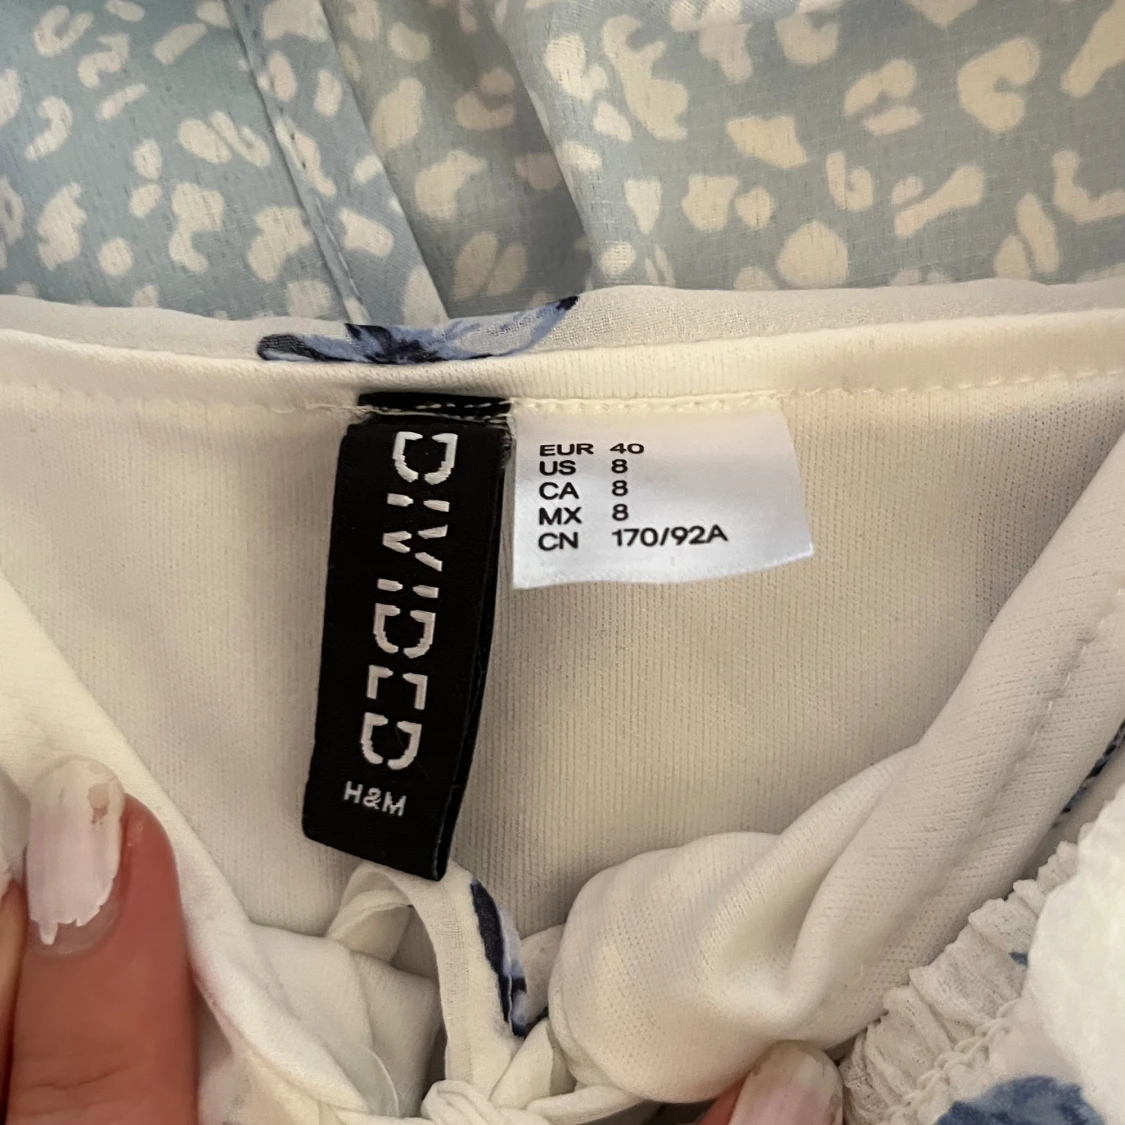 DIVIDED
H&M
EUR 40
US 8
CA 8
MX 8
CN 170/92A